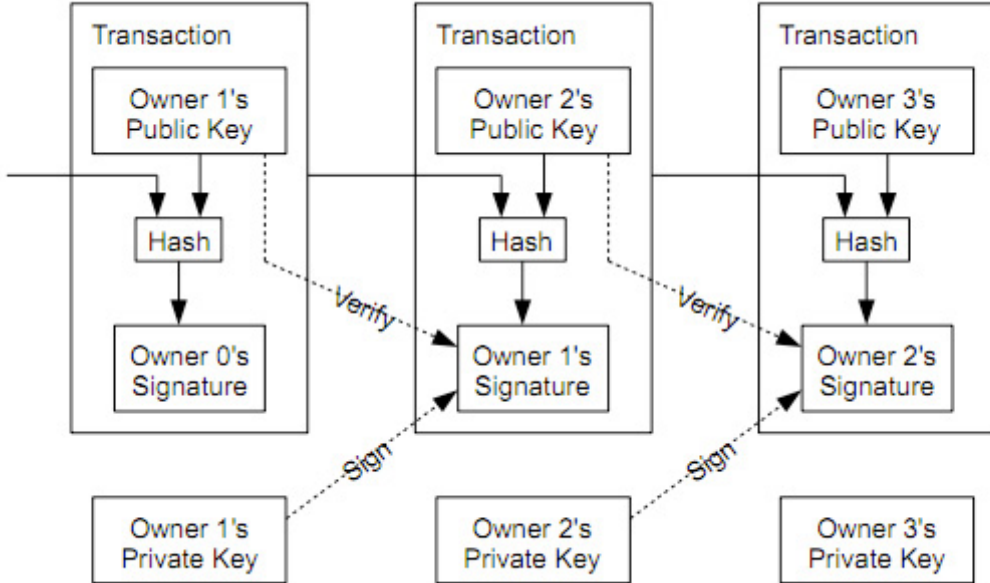 Transaction
Transaction
Transaction
Owner 1's
Public Key
Owner 2's
Public Key
Owner 3's
Public Key
Hash
Hash
Hash
Verify
Verify
Owner 0's
Signature
Owner 1's
Signature
Owner 2's
Signature
Sign
Sign
Owner 1's
Private Key
Owner 2's
Private Key
Owner 3's
Private Key